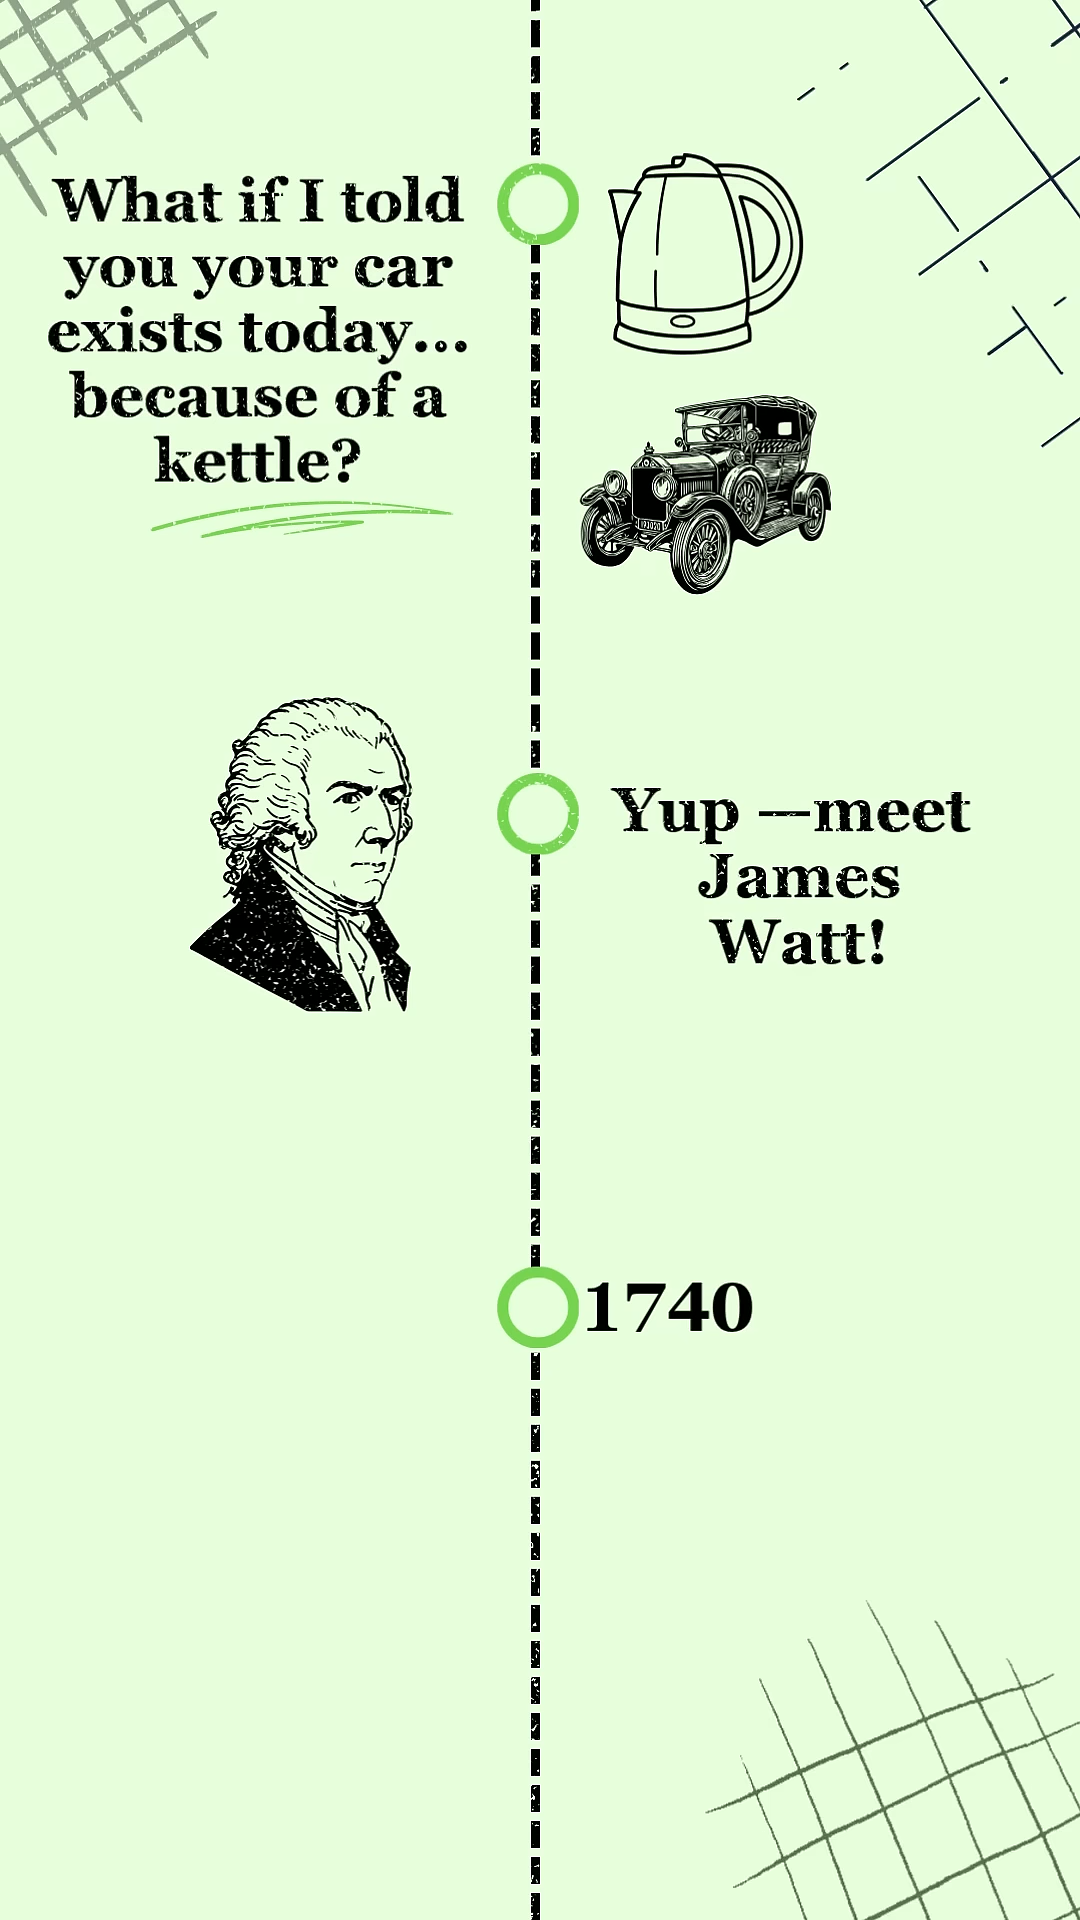 What if I told
you your car
exists today...
because of a
kettle?
Yup —meet
James
Watt!
1740